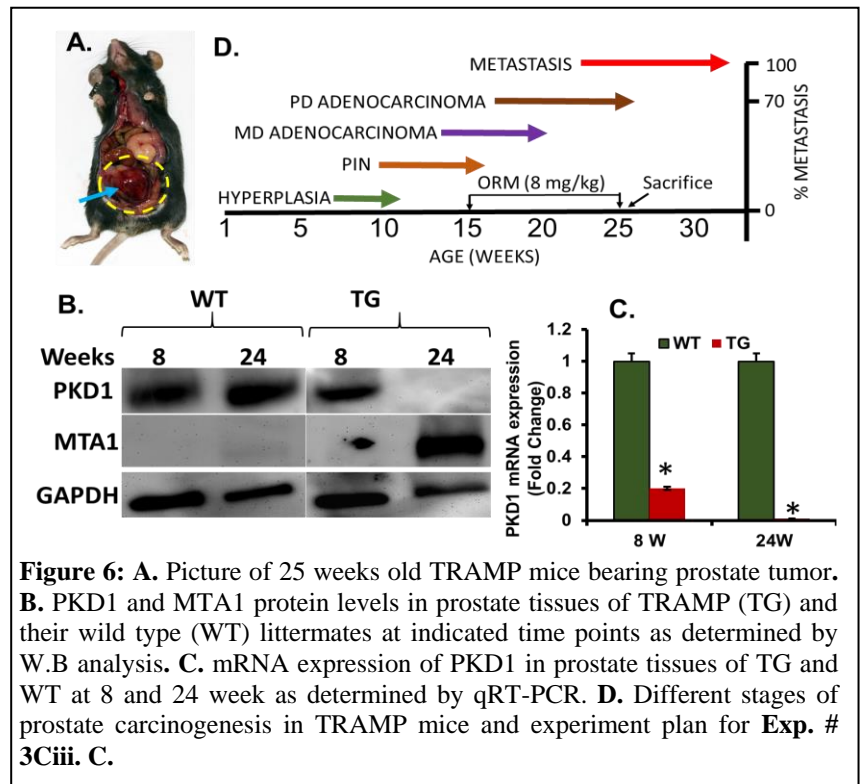 A.
D.
METASTASIS
PD ADENOCARCINOMA
MD ADENOCARCINOMA
PIN
HYPERPLASIA
ORM (8 mg/kg)
Sacrifice
1 5 10 15 20 25 30
AGE (WEEKS)
100
70
0
% METASTASIS
B.
WT TG
Weeks 8 24 8 24
PKD1
MTA1
GAPDH
C.
WT TG
PKD1 mRNA expression
(Fold Change)
1.2
1
0.8
0.6
0.4
0.2
0
*
*
8 W 24W
Figure 6: A. Picture of 25 weeks old TRAMP mice bearing prostate tumor.
B. PKD1 and MTA1 protein levels in prostate tissues of TRAMP (TG) and
their wild type (WT) littermates at indicated time points as determined by
W.B analysis. C. mRNA expression of PKD1 in prostate tissues of TG and
WT at 8 and 24 week as determined by qRT-PCR. D. Different stages of
prostate carcinogenesis in TRAMP mice and experiment plan for Exp. #
3Ciii. C.